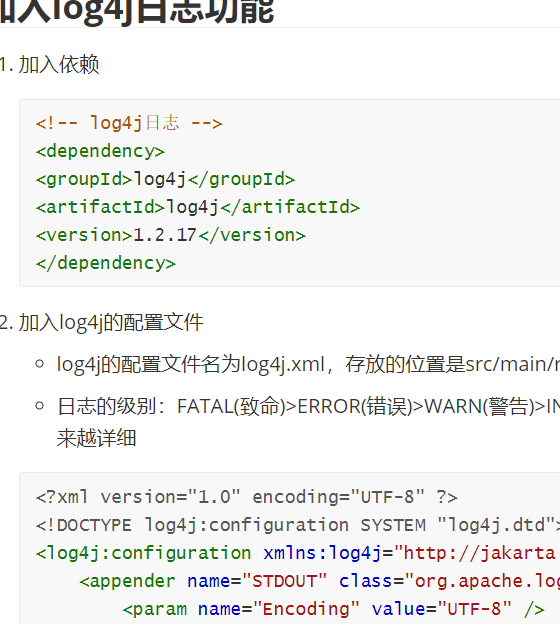 加入log4j日志功能
1. 加入依赖
<!-- log4j日志 -->
<dependency>
<groupId>log4j</groupId>
<artifactId>log4j</artifactId>
<version>1.2.17</version>
</dependency>
2. 加入log4j的配置文件
log4j的配置文件名为log4j.xml，存放的位置是src/main/r
日志的级别：FATAL(致命)>ERROR(错误)>WARN(警告)>IN
来越详细
<?xml version="1.0" encoding="UTF-8" ?>
<!DOCTYPE log4j:configuration SYSTEM "log4j.dtd">
<log4j:configuration xmlns:log4j="http://jakarta
<appender name="STDOUT" class="org.apache.log
<param name="Encoding" value="UTF-8" />